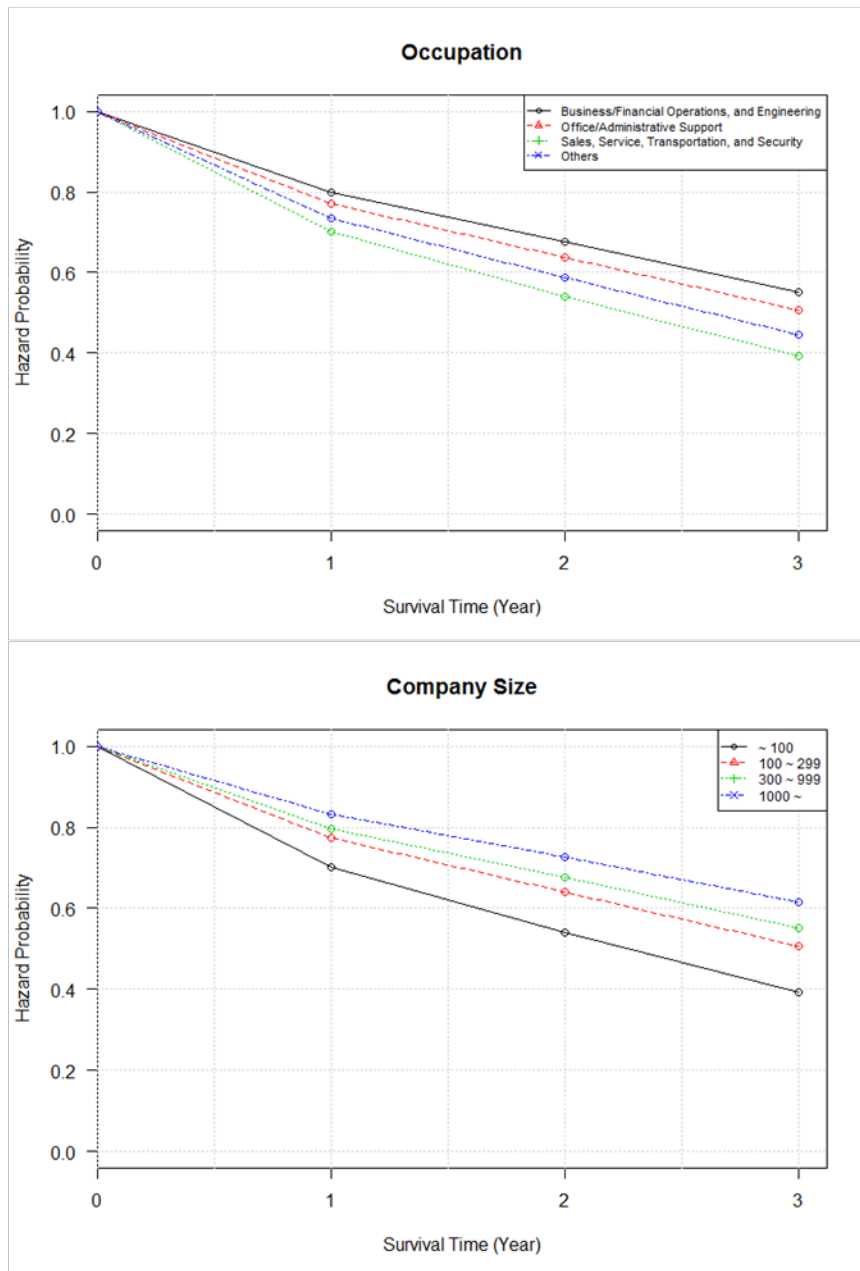 Occupation
Business/Financial Operations, and Engineering
Office/Administrative Support
Sales, Service, Transportation, and Security
Others
1.0
0.8
0.6
0.4
0.2
0.0
Hazard Probability
0 1 2 3
Survival Time (Year)
Company Size
~ 100
100 ~ 299
300 ~ 999
1000 ~
1.0
0.8
0.6
0.4
0.2
0.0
Hazard Probability
0 1 2 3
Survival Time (Year)